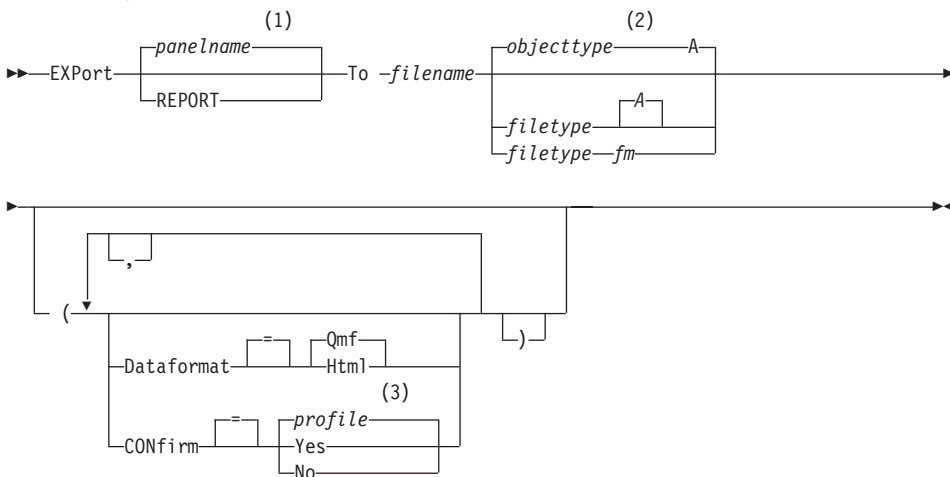 (1) (2)
panelname objecttype A
EXPort To filename
REPORT A
filetype
filetype fm
,
( )
= Qmf
Dataformat Html
(3)
= profile
CONfirm Yes
No